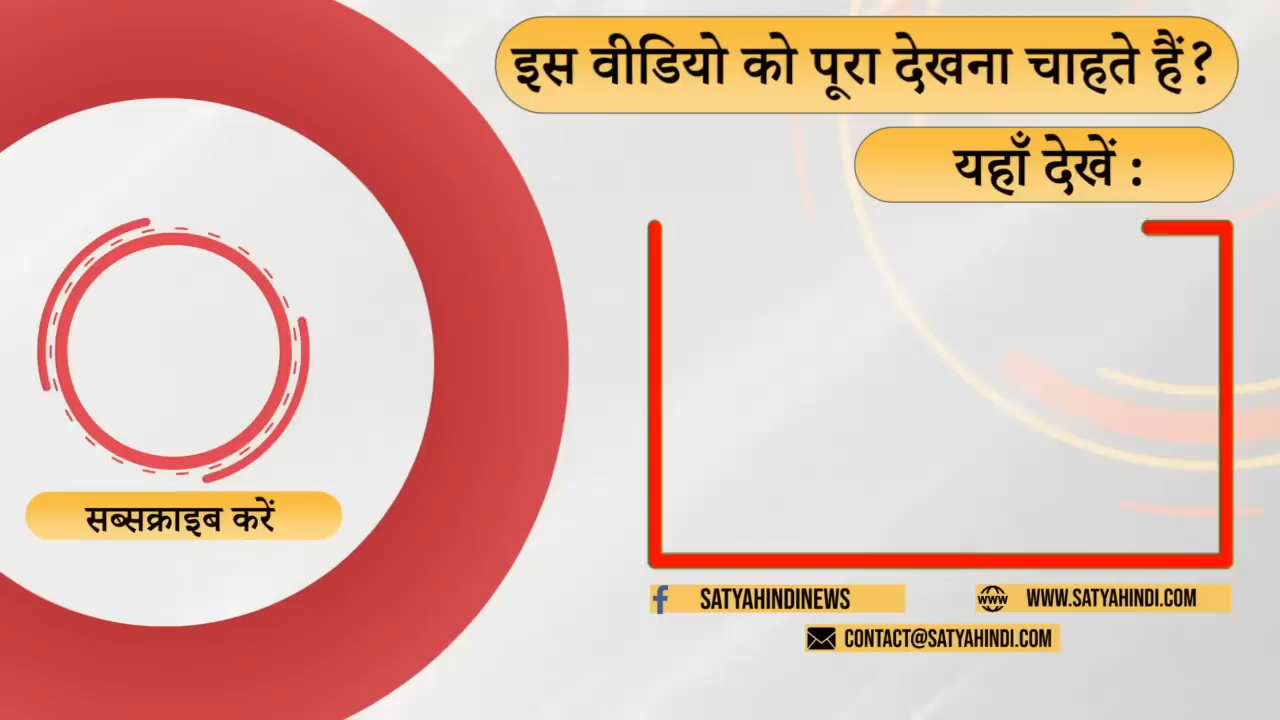 इस वीडियो को पूरा देखना चाहते हैं?
यहाँ देखें :
सब्सक्राइब करें
SATYAHINDINEWS
WWW.SATYAHINDI.COM
CONTACT@SATYAHINDI.COM